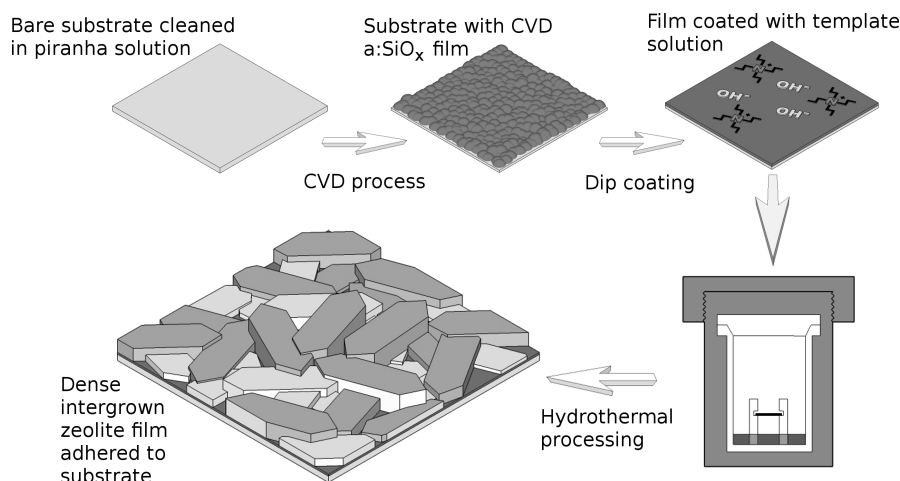 Bare substrate cleaned
in piranha solution
Substrate with CVD
a:SiOx film
Film coated with template
solution
N
OH-
OH-
N
OH-
N
CVD process
Dip coating
Dense
intergrown
zeolite film
adhered to
substrate
Hydrothermal
processing